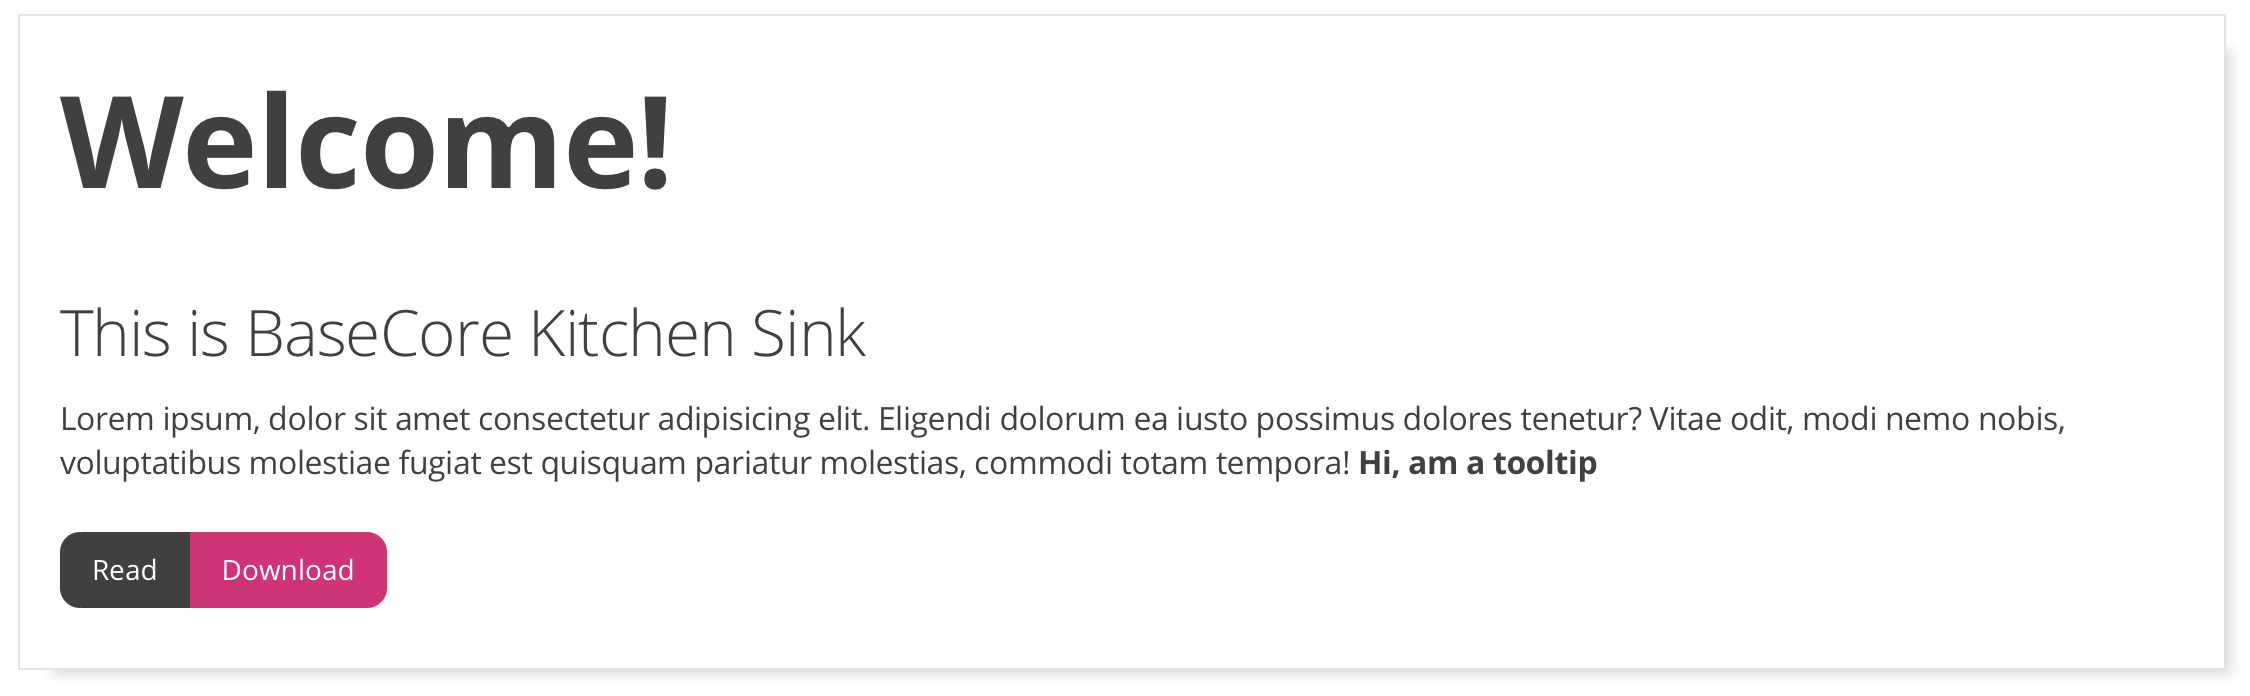 Welcome!
This is BaseCore Kitchen Sink
Lorem ipsum, dolor sit amet consectetur adipisicing elit. Eligendi dolorum ea iusto possimus dolores tenetur? Vitae odit, modi nemo nobis,
voluptatibus molestiae fugiat est quisquam pariatur molestias, commodi totam tempora! Hi, am a tooltip
Read Download